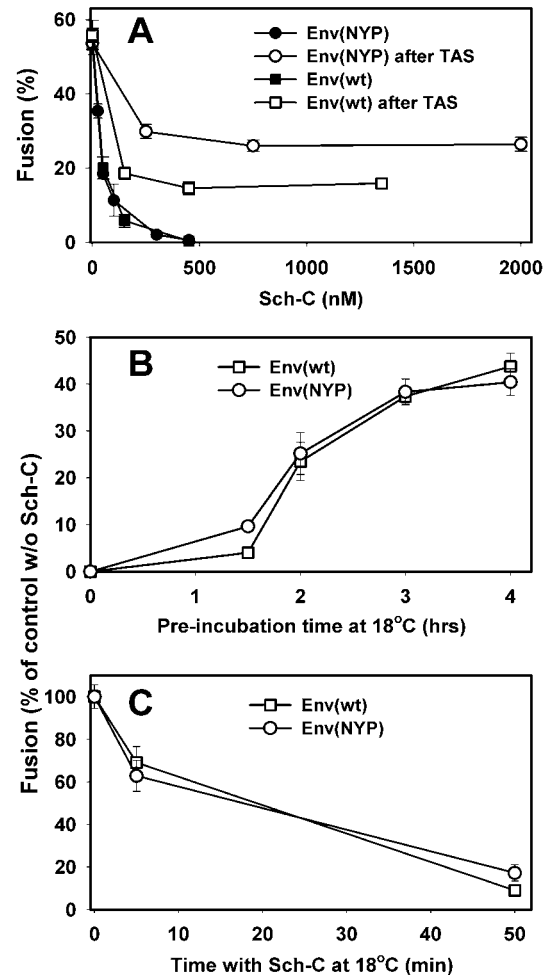 A
Env(NYP)
Env(NYP) after TAS
Env(wt)
Env(wt) after TAS
60
40
20
0
Fusion (%)
0 500 1000 1500 2000
Sch-C (nM)
B
Env(wt)
Env(NYP)
50
40
30
20
10
0
0 1 2 3 4
Pre-incubation time at 18°C (hrs)
Fusion (% of control w/o Sch-C)
C
Env(wt)
Env(NYP)
100
80
60
40
20
0
0 10 20 30 40 50
Time with Sch-C at 18°C (min)